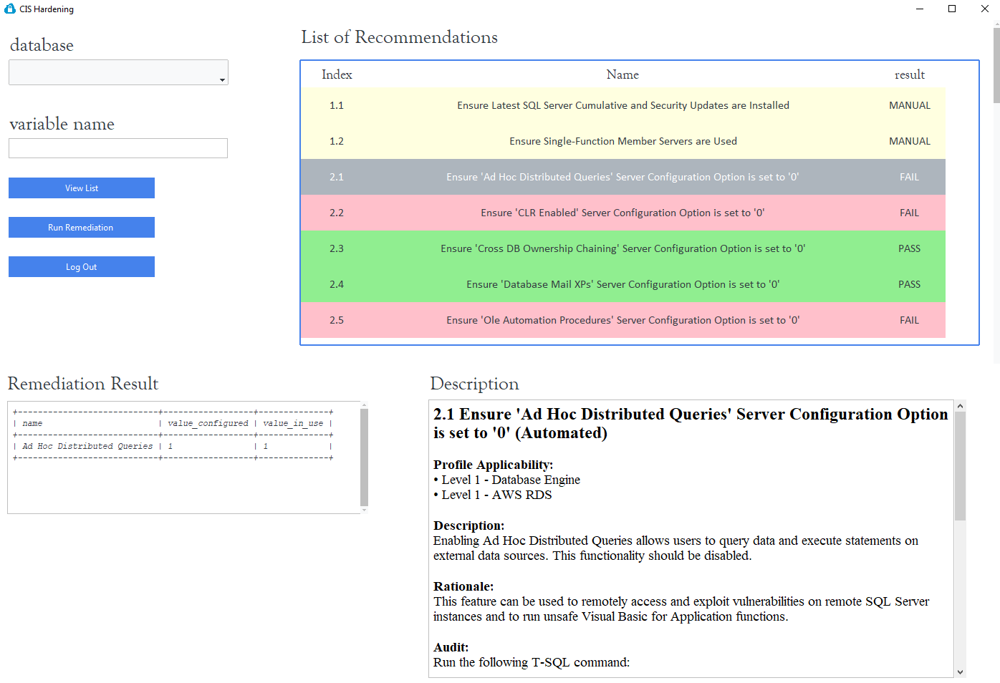 CIS Hardening
database
variable name
View List
Run Remediation
Log Out
List of Recommendations
Index Name result
1.1 Ensure Latest SQL Server Cumulative and Security Updates are Installed MANUAL
1.2 Ensure Single-Function Member Servers are Used MANUAL
2.1 Ensure 'Ad Hoc Distributed Queries' Server Configuration Option is set to '0' FAIL
2.2 Ensure 'CLR Enabled' Server Configuration Option is set to '0' FAIL
2.3 Ensure 'Cross DB Ownership Chaining' Server Configuration Option is set to '0' PASS
2.4 Ensure 'Database Mail XPs' Server Configuration Option is set to '0' PASS
2.5 Ensure 'Ole Automation Procedures' Server Configuration Option is set to '0' FAIL
Remediation Result
+----------------------------+------------------+--------------+
| name | value_configured | value_in_use |
+----------------------------+------------------+--------------+
| Ad Hoc Distributed Queries | 1 | 1 |
+----------------------------+------------------+--------------+
Description
2.1 Ensure 'Ad Hoc Distributed Queries' Server Configuration Option
is set to '0' (Automated)
Profile Applicability:
• Level 1 - Database Engine
• Level 1 - AWS RDS
Description:
Enabling Ad Hoc Distributed Queries allows users to query data and execute statements on
external data sources. This functionality should be disabled.
Rationale:
This feature can be used to remotely access and exploit vulnerabilities on remote SQL Server
instances and to run unsafe Visual Basic for Application functions.
Audit:
Run the following T-SQL command: